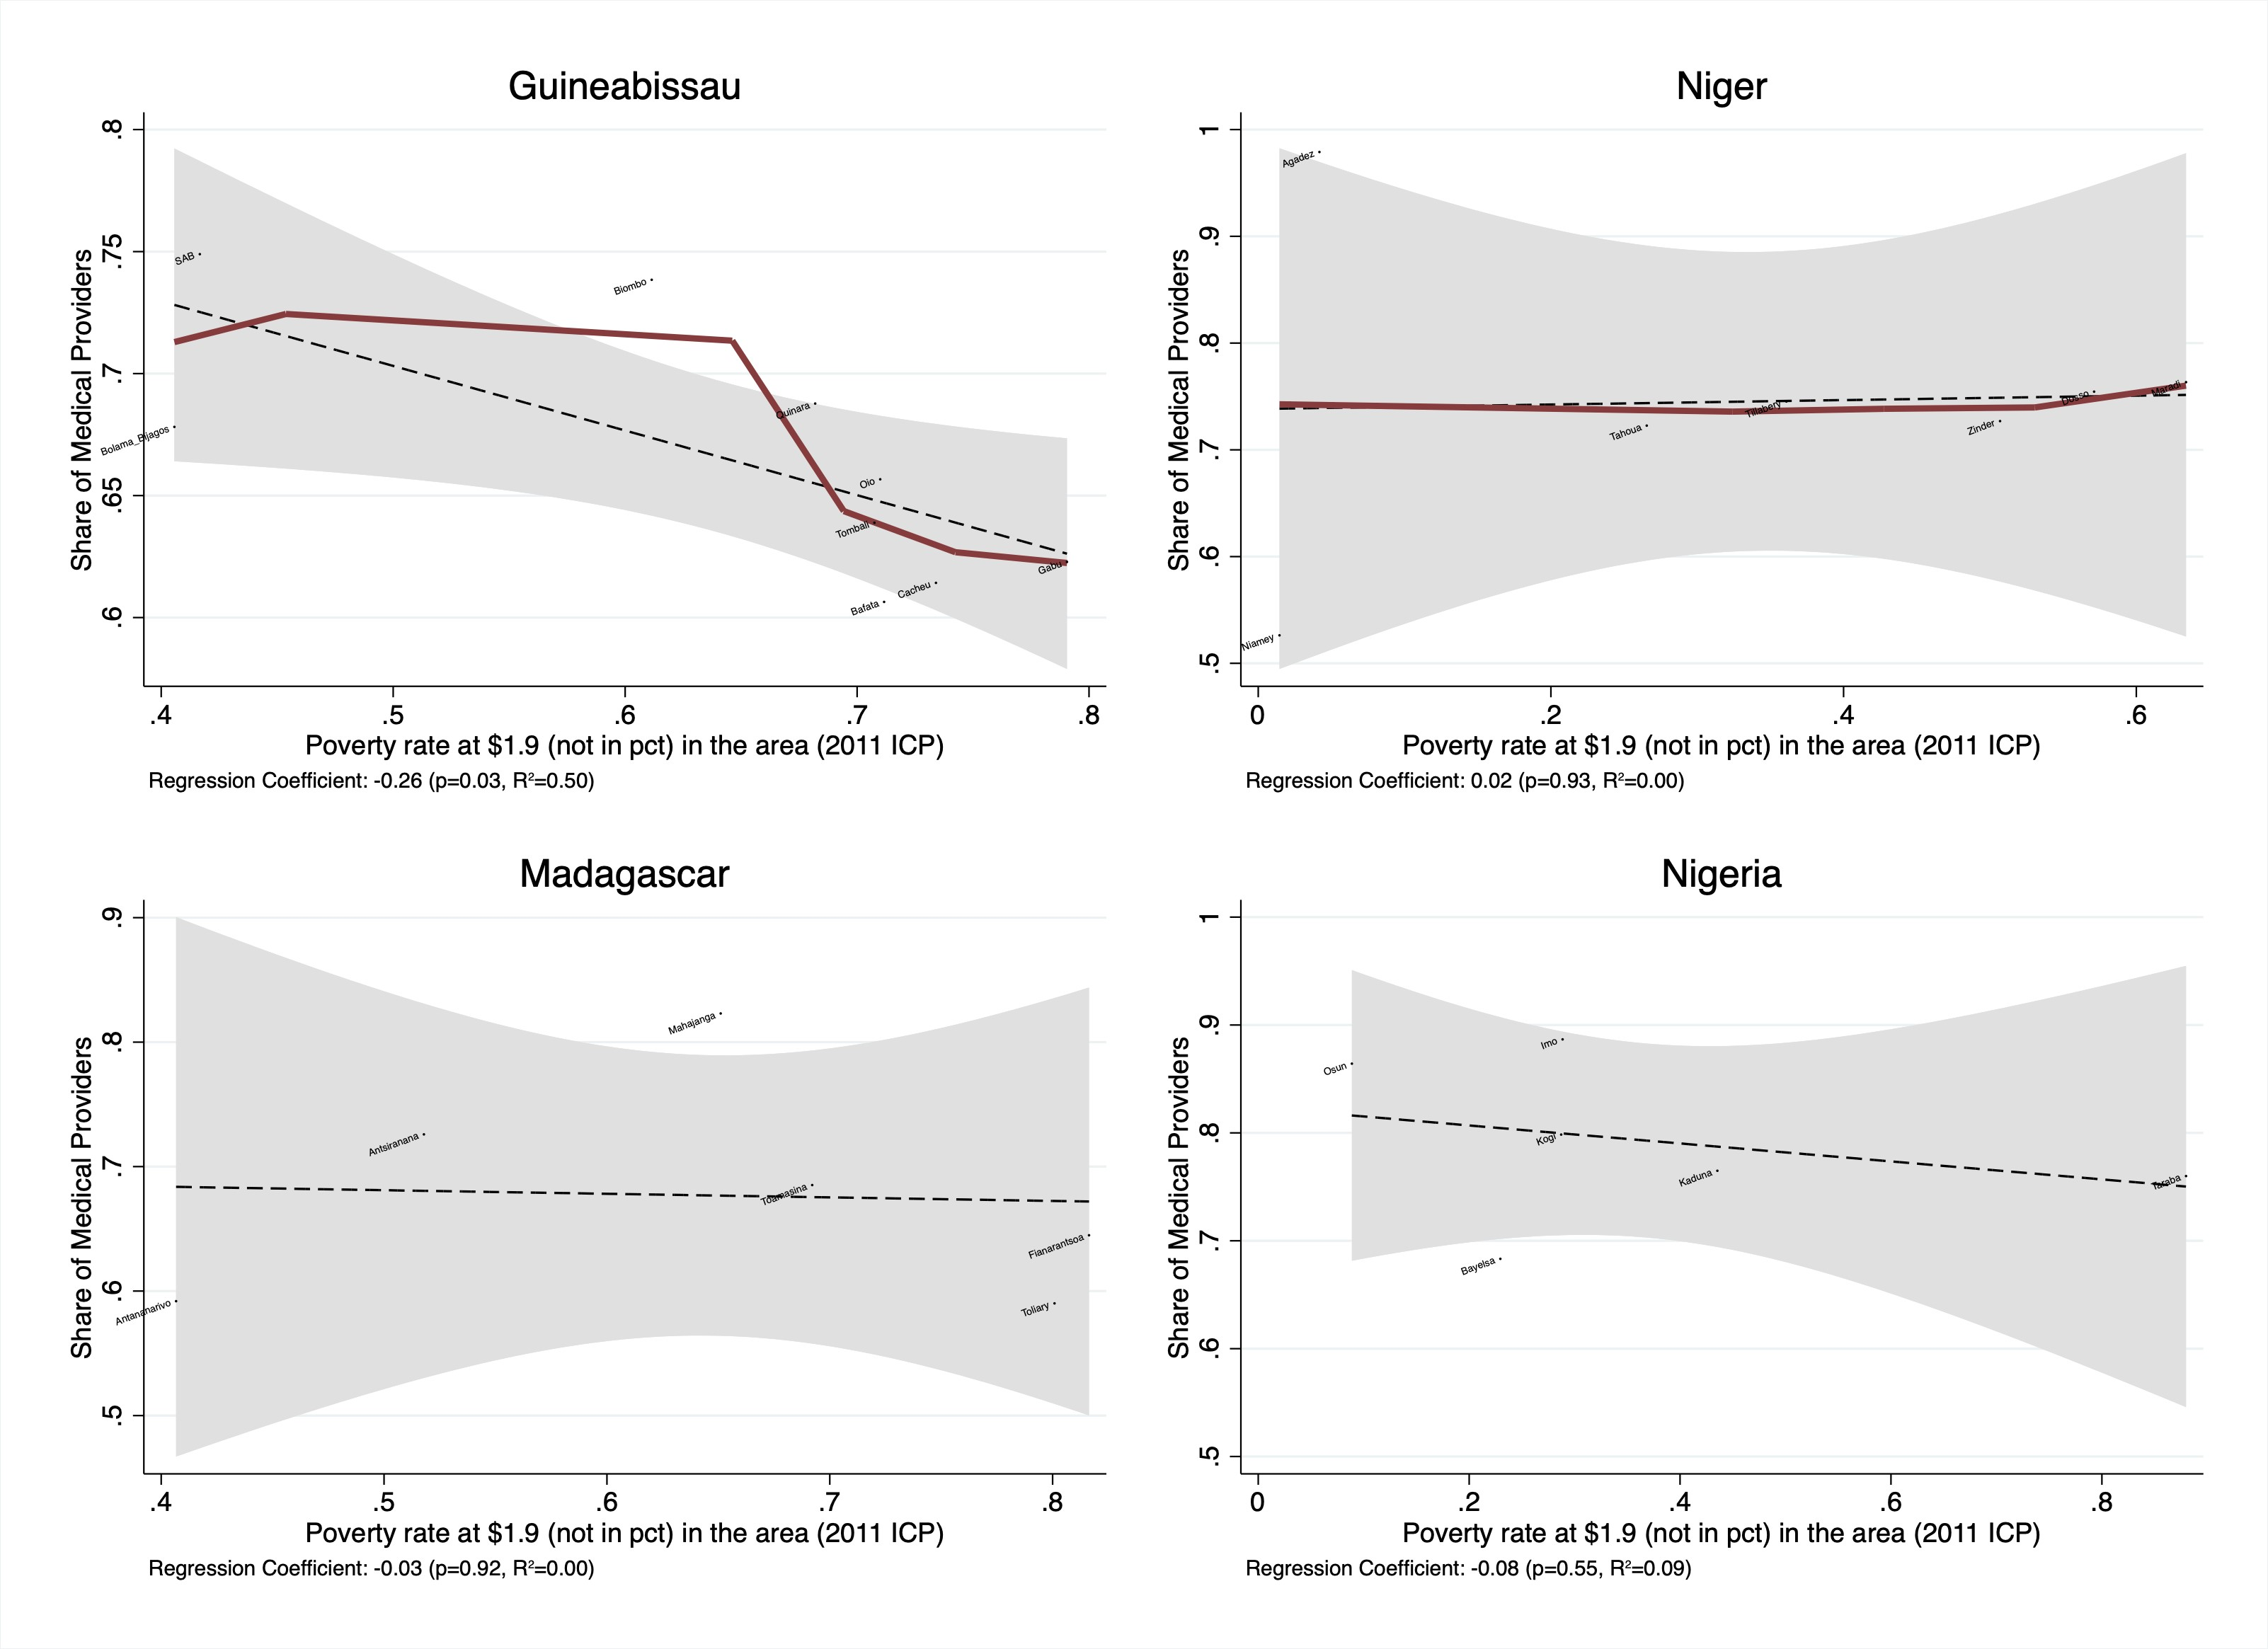 Guineabissau
Share of Medical Providers
.8
.75
.7
.65
.6
SAB
Biombo
Bolama_Bijagos
Quinara
Oio
Tombali
Gabu
Cacheu
Bafata
.4 .5 .6 .7 .8
Poverty rate at $1.9 (not in pct) in the area (2011 ICP)
Regression Coefficient: -0.26 (p=0.03, R²=0.50)
Niger
Share of Medical Providers
1
.9
.8
.7
.6
.5
Agadez
Maradi
Dosso
Tillabery
Tahoua
Zinder
Niamey
0 .2 .4 .6
Poverty rate at $1.9 (not in pct) in the area (2011 ICP)
Regression Coefficient: 0.02 (p=0.93, R²=0.00)
Madagascar
Share of Medical Providers
.9
.8
.7
.6
.5
Mahajanga
Antsiranana
Toamasina
Fianarantsoa
Antananarivo
Toliary
.4 .5 .6 .7 .8
Poverty rate at $1.9 (not in pct) in the area (2011 ICP)
Regression Coefficient: -0.03 (p=0.92, R²=0.00)
Nigeria
Share of Medical Providers
1
.9
.8
.7
.6
.5
Imo
Osun
Kogi
Kaduna
Taraba
Bayelsa
0 .2 .4 .6 .8
Poverty rate at $1.9 (not in pct) in the area (2011 ICP)
Regression Coefficient: -0.08 (p=0.55, R²=0.09)